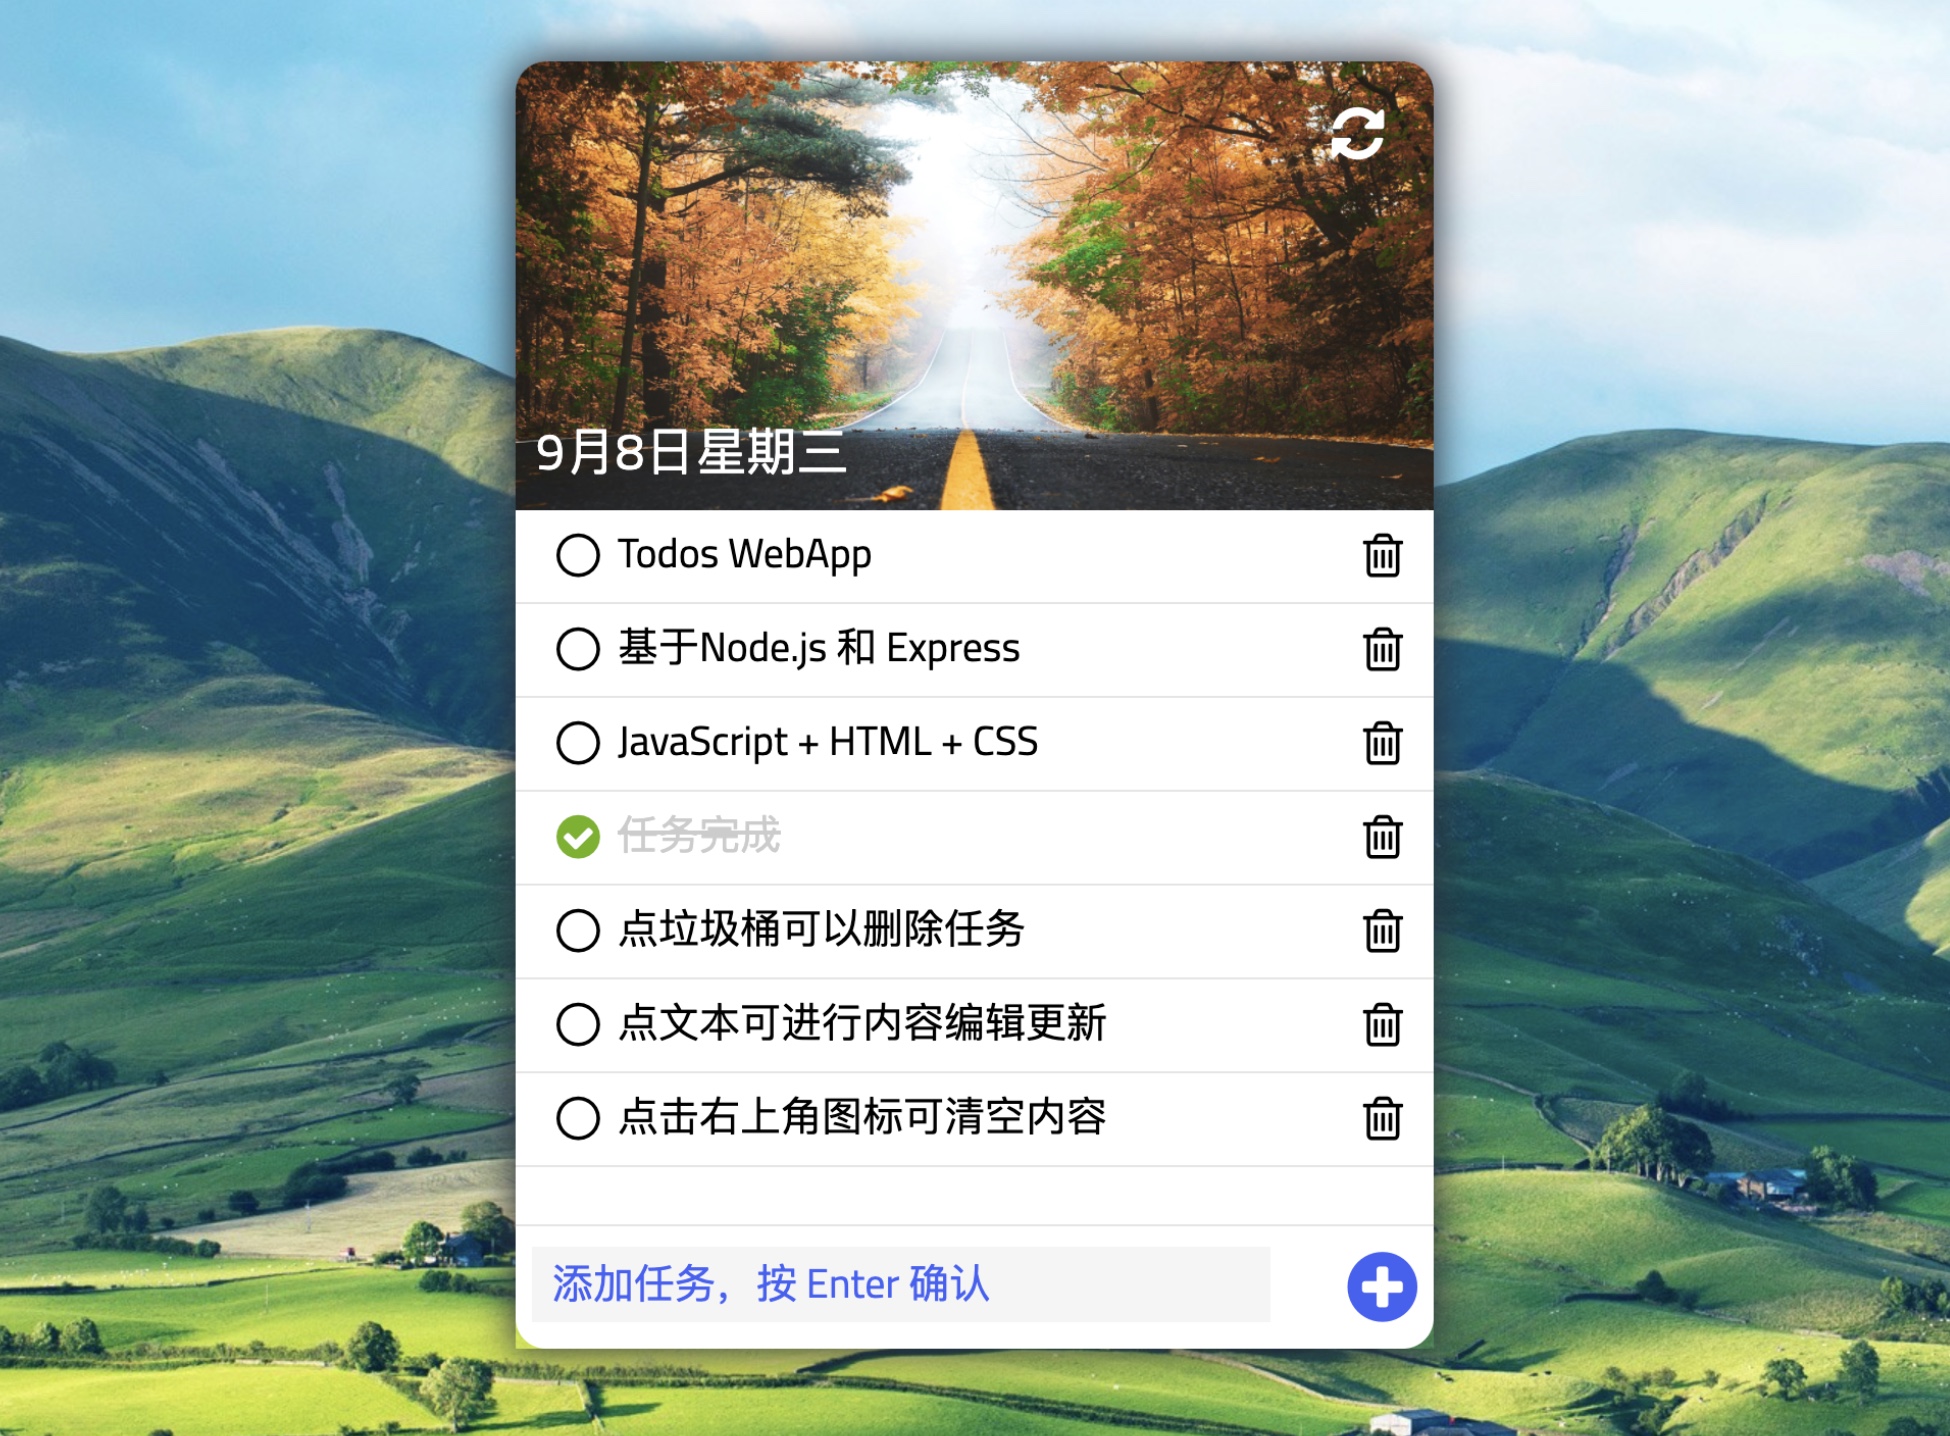 9月8日星期三
Todos WebApp
基于Node.js 和 Express
JavaScript + HTML + CSS
任务完成
点垃圾桶可以删除任务
点文本可进行内容编辑更新
点击右上角图标可清空内容
添加任务，按 Enter 确认